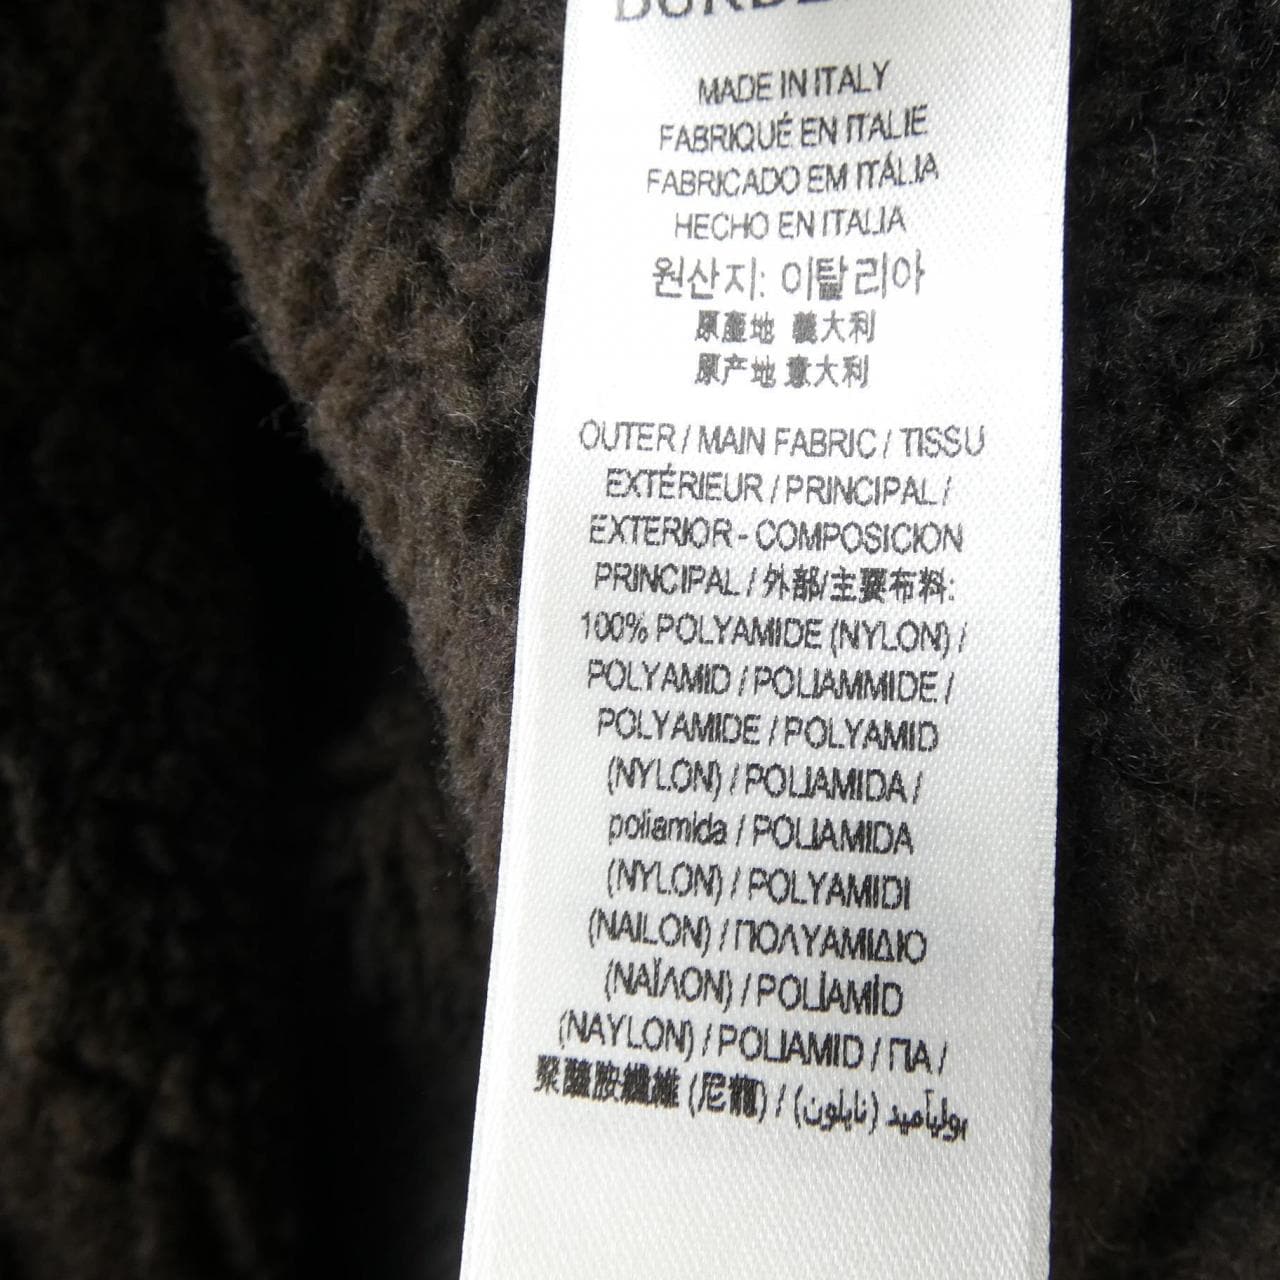 MADE IN ITALY
FABRIQUÉ EN ITALIE
FABRICADO EM ITÁLIA
HECHO EN ITALIA
원산지: 이탈리아
原產地 義大利
原产地 意大利
OUTER / MAIN FABRIC / TISSU
EXTÉRIEUR / PRINCIPAL /
EXTERIOR - COMPOSICION
PRINCIPAL / 外部/主要布料:
100% POLYAMIDE (NYLON) /
POLYAMID / POLIAMMIDE /
POLYAMIDE / POLYAMID
(NYLON) / POLIAMIDA /
poliamida / POLIAMIDA
(NYLON) / POLYAMIDI
(NAILON) / ΠΟΛΥΑΜΙΔΙΟ
(ΝΑΪΛΟΝ) / POLİAMİD
(NAYLON) / POLIAMID / ПА /
聚醯胺纖維 (尼龍) / بولیآمید (نایلون)